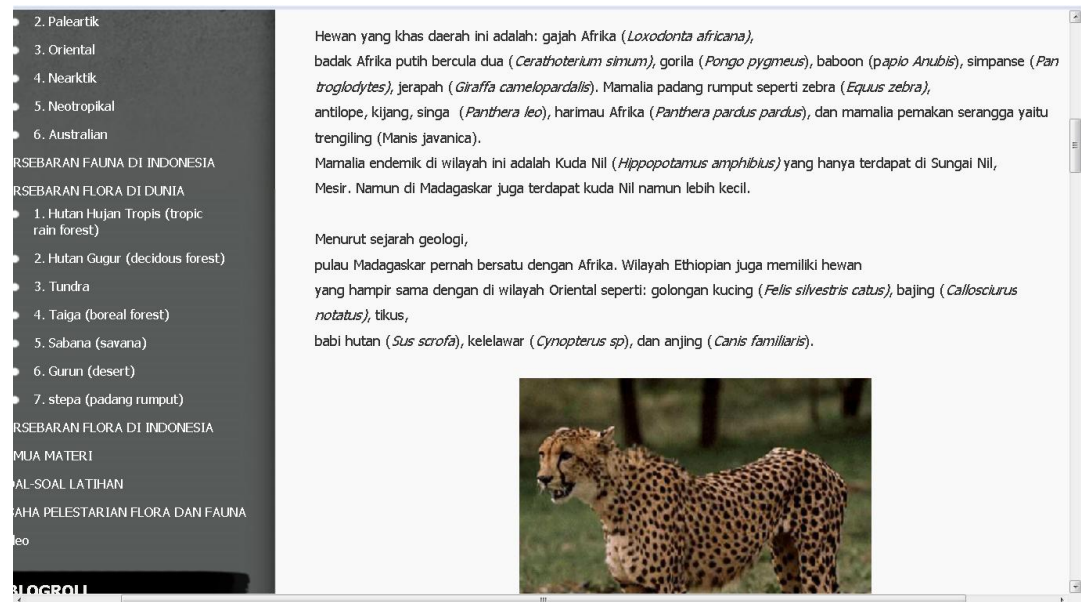 2. Paleartik
3. Oriental
4. Nearktik
5. Neotropikal
6. Australian
RSEBARAN FAUNA DI INDONESIA
RSEBARAN FLORA DI DUNIA
1. Hutan Hujan Tropis (tropic
rain forest)
2. Hutan Gugur (decidous forest)
3. Tundra
4. Taiga (boreal forest)
5. Sabana (savana)
6. Gurun (desert)
7. stepa (padang rumput)
RSEBARAN FLORA DI INDONESIA
MUA MATERI
AL-SOAL LATIHAN
AHA PELESTARIAN FLORA DAN FAUNA
leo
BLOGROLL
Hewan yang khas daerah ini adalah: gajah Afrika (Loxodonta africana),
badak Afrika putih bercula dua (Cerathoterium simum), gorila (Pongo pygmeus), baboon (papio Anubis), simpanse (Pan
troglodytes), jerapah (Giraffa camelopardalis). Mamalia padang rumput seperti zebra (Equus zebra),
antilope, kijang, singa (Panthera leo), harimau Afrika (Panthera pardus pardus), dan mamalia pemakan serangga yaitu
trengiling (Manis javanica).
Mamalia endemik di wilayah ini adalah Kuda Nil (Hippopotamus amphibius) yang hanya terdapat di Sungai Nil,
Mesir. Namun di Madagaskar juga terdapat kuda Nil namun lebih kecil.
Menurut sejarah geologi,
pulau Madagaskar pernah bersatu dengan Afrika. Wilayah Ethiopian juga memiliki hewan
yang hampir sama dengan di wilayah Oriental seperti: golongan kucing (Felis silvestris catus), bajing (Callosciurus
notatus), tikus,
babi hutan (Sus scrofa), kelelawar (Cynopterus sp), dan anjing (Canis familiaris).